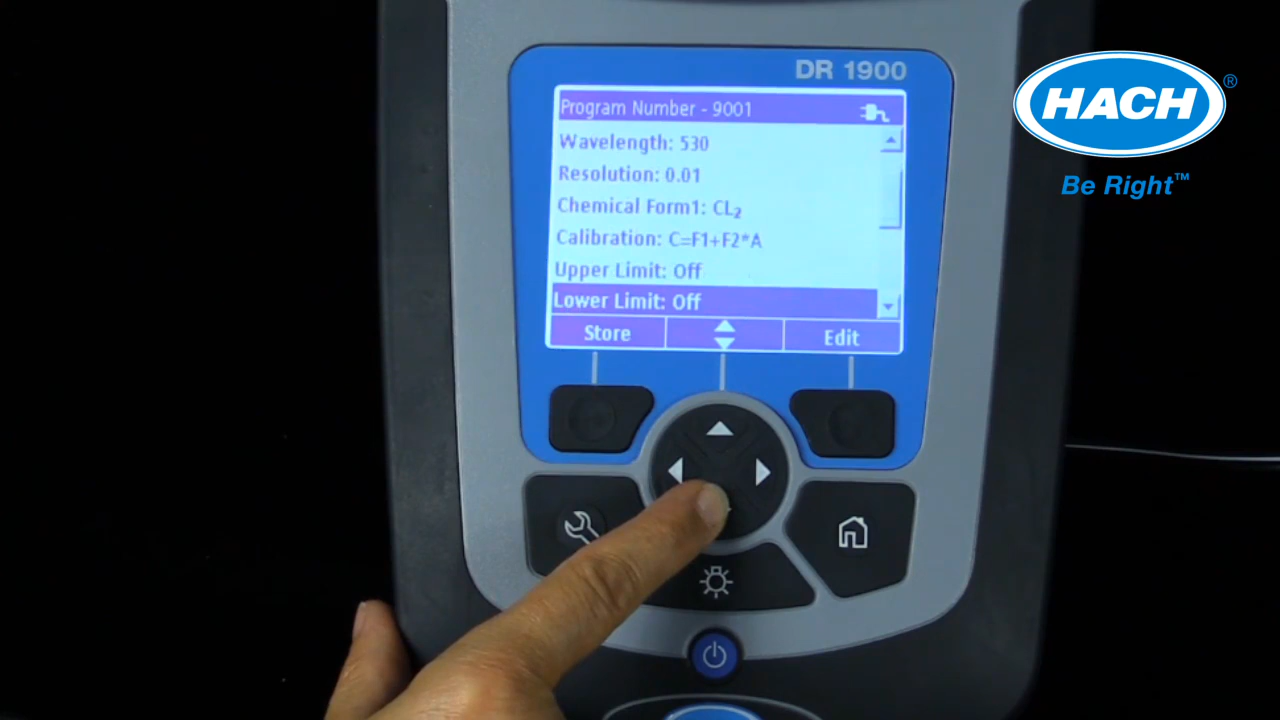 DR 1900
HACH®
Be Right™
Program Number - 9001
Wavelength: 530
Resolution: 0.01
Chemical Form1: CL₂
Calibration: C=F1+F2*A
Upper Limit: Off
Lower Limit: Off
Store
Edit